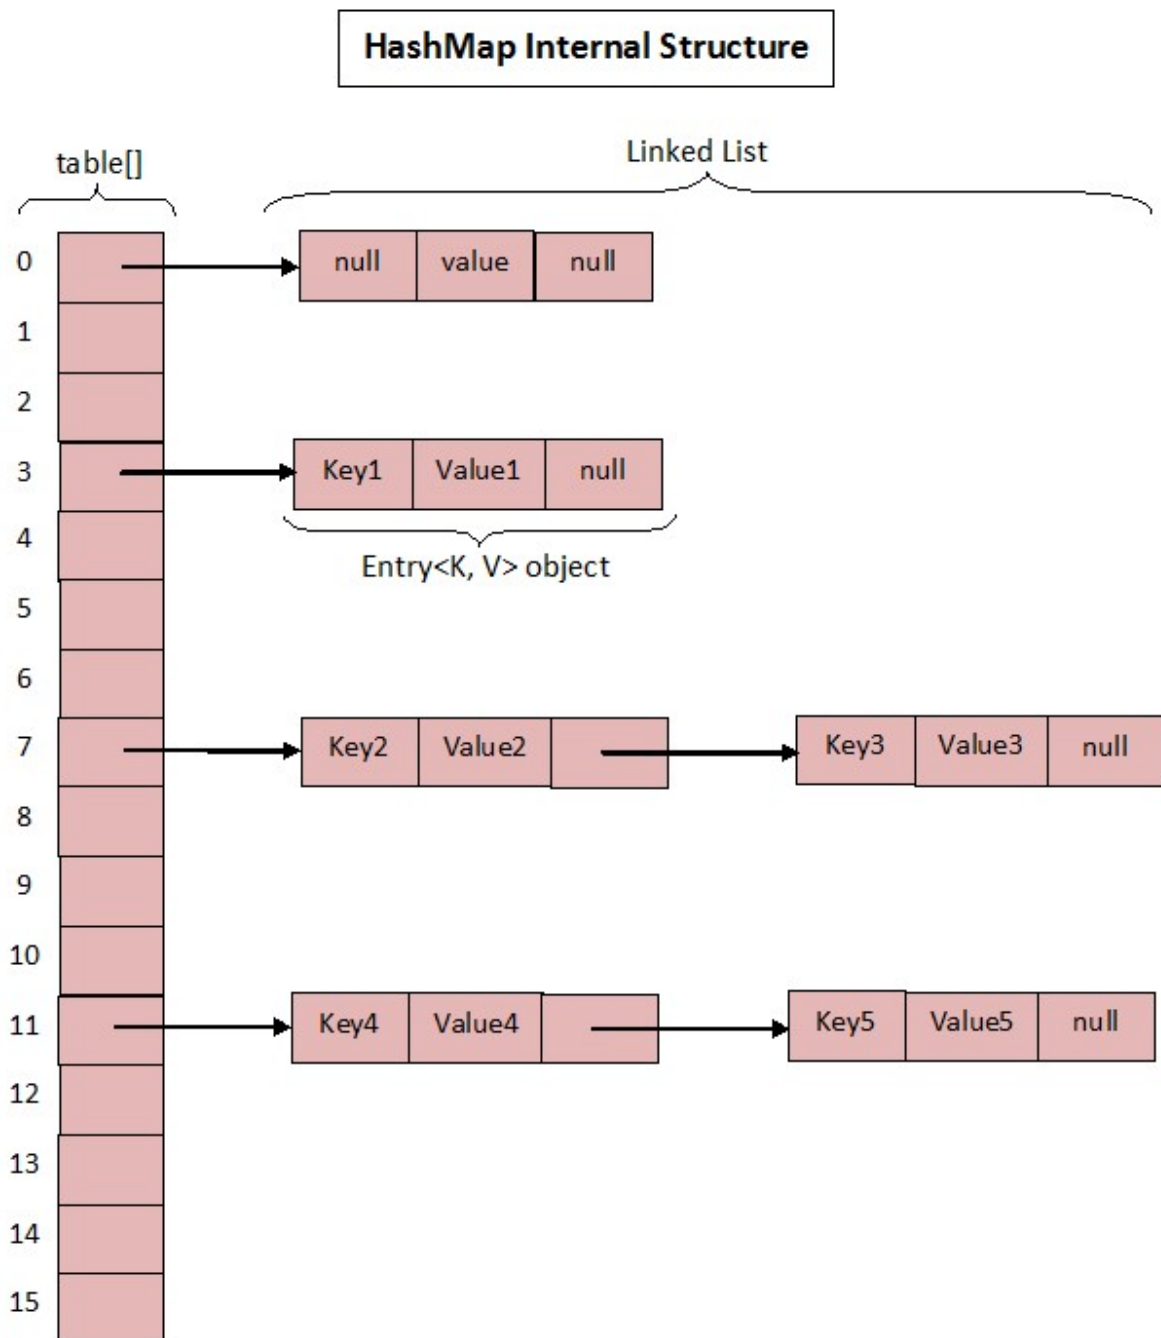 HashMap Internal Structure
table[]
Linked List
0
null value null
1
2
3
Key1 Value1 null
4
Entry<K, V> object
5
6
7
Key2 Value2
Key3 Value3 null
8
9
10
11
Key4 Value4
Key5 Value5 null
12
13
14
15